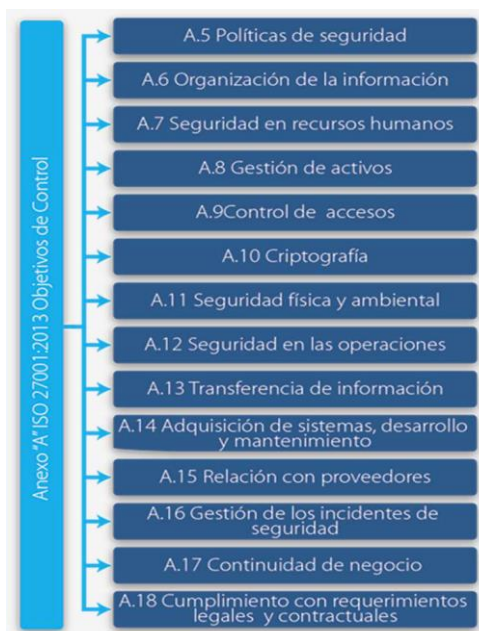 Anexo "A" ISO 27001:2013 Objetivos de Control
A.5 Políticas de seguridad
A.6 Organización de la información
A.7 Seguridad en recursos humanos
A.8 Gestión de activos
A.9Control de accesos
A.10 Criptografía
A.11 Seguridad física y ambiental
A.12 Seguridad en las operaciones
A.13 Transferencia de información
A.14 Adquisición de sistemas, desarrollo
y mantenimiento
A.15 Relación con proveedores
A.16 Gestión de los incidentes de
seguridad
A.17 Continuidad de negocio
A.18 Cumplimiento con requerimientos
legales y contractuales